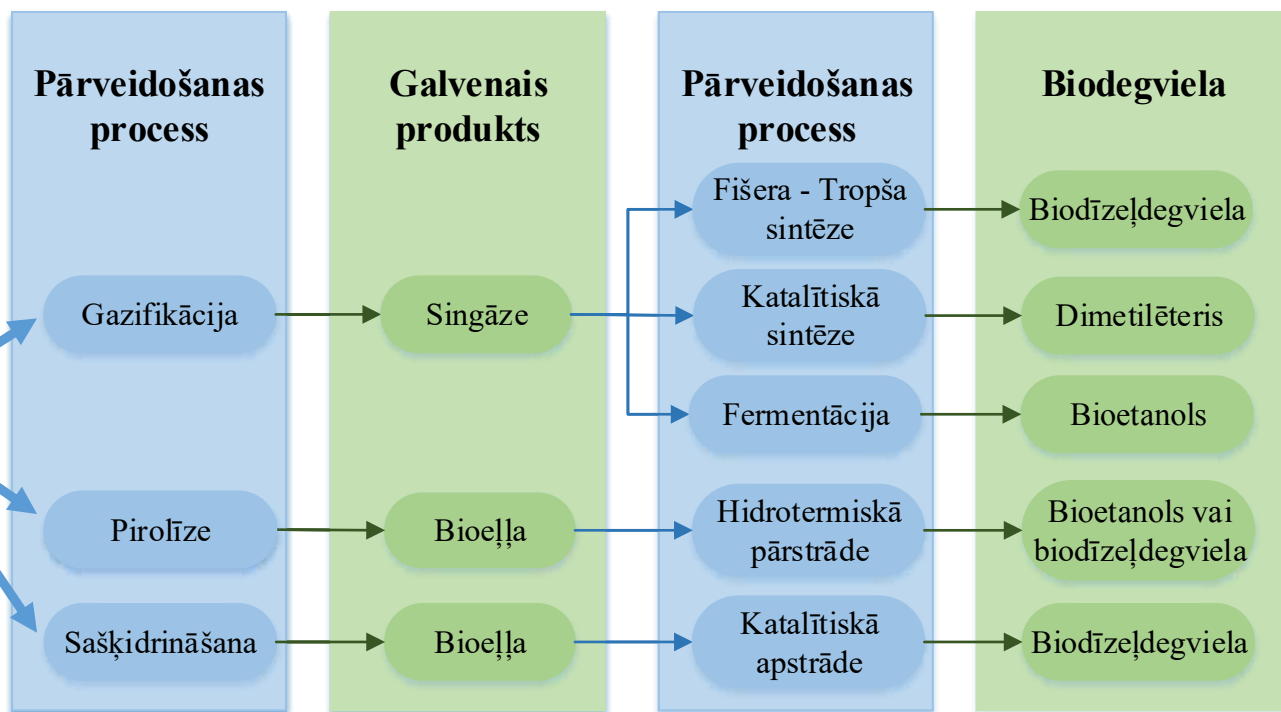 Pārveidošanas
process
Galvenais
produkts
Pārveidošanas
process
Biodegviela
Gazifikācija
Singāze
Fišera - Tropša
sintēze
Biodīzeļdegviela
Katalītiskā
sintēze
Dimetilēteris
Fermentācija
Bioetanols
Pirolīze
Bioeļļa
Hidrotermiskā
pārstrāde
Bioetanols vai
biodīzeļdegviela
Sašķidrināšana
Bioeļļa
Katalītiskā
apstrāde
Biodīzeļdegviela